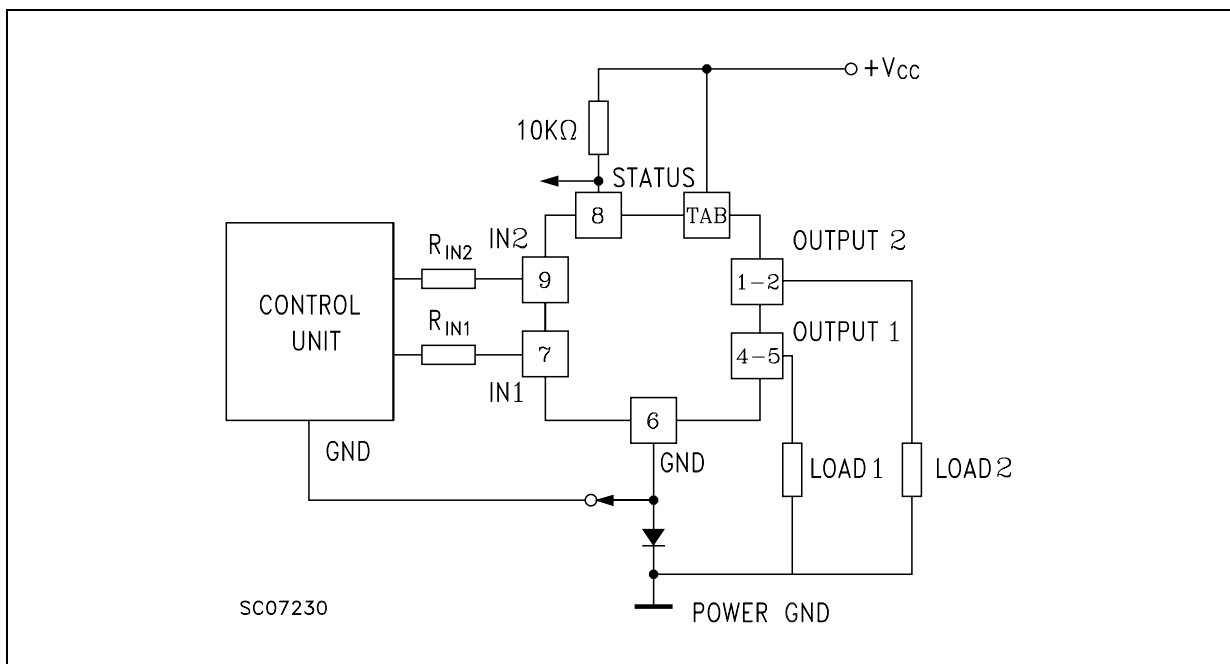 +VCC
10KΩ
STATUS
8
TAB
IN2
OUTPUT 2
RIN2
9
1-2
CONTROL
UNIT
RIN1
OUTPUT 1
7
4-5
IN1
6
GND
GND
LOAD 1
LOAD 2
SC07230
POWER GND